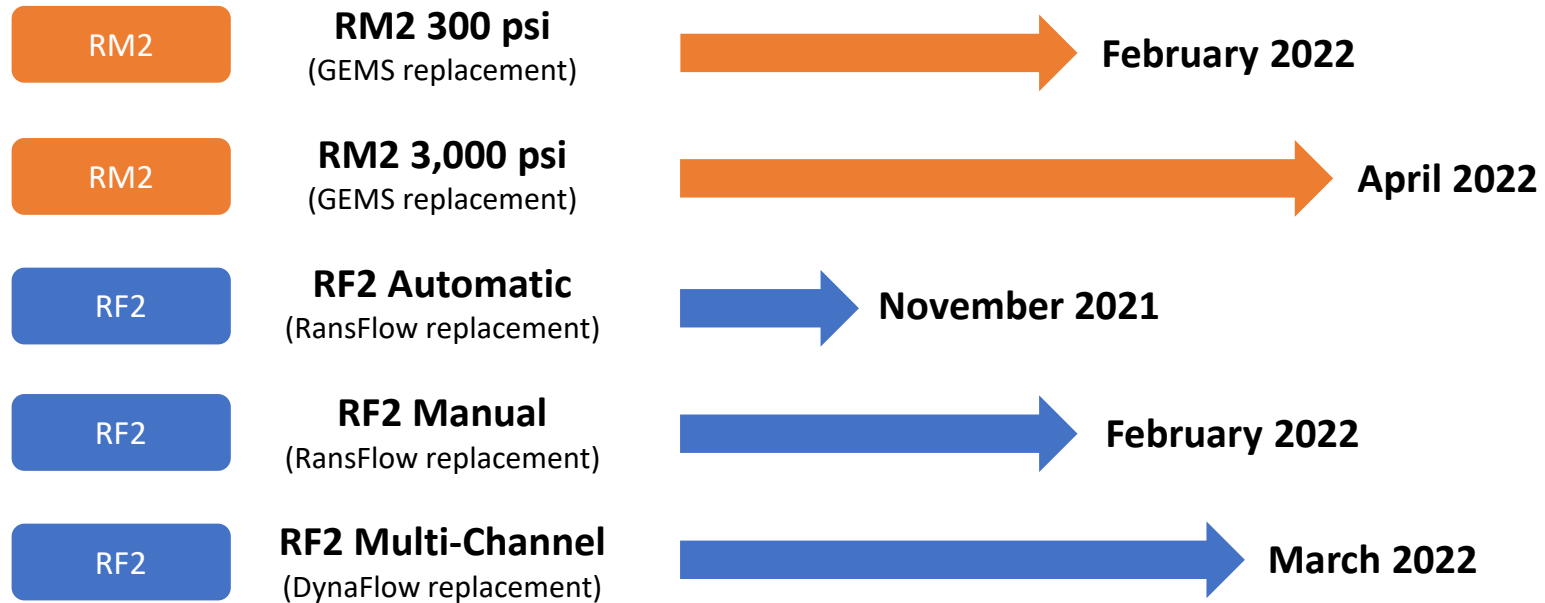 RM2
RM2 300 psi
(GEMS replacement)
February 2022
RM2
RM2 3,000 psi
(GEMS replacement)
April 2022
RF2
RF2 Automatic
(RansFlow replacement)
November 2021
RF2
RF2 Manual
(RansFlow replacement)
February 2022
RF2
RF2 Multi-Channel
(DynaFlow replacement)
March 2022